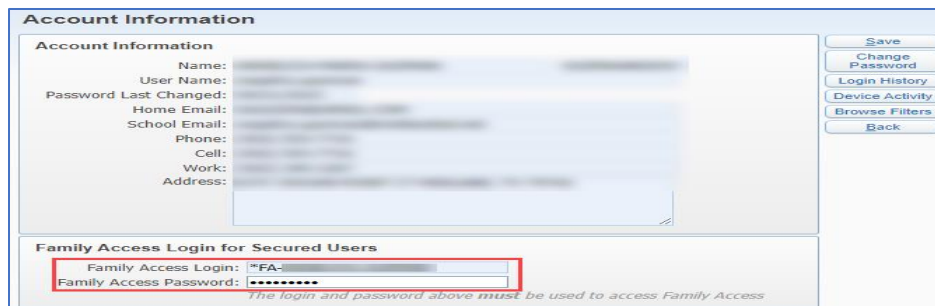 Account Information
Account Information
Name:
User Name:
Password Last Changed:
Home Email:
School Email:
Phone:
Cell:
Work:
Address:
Family Access Login for Secured Users
Family Access Login: *FA-
Family Access Password: •••••••••
The login and password above must be used to access Family Access
Save
Change
Password
Login History
Device Activity
Browse Filters
Back